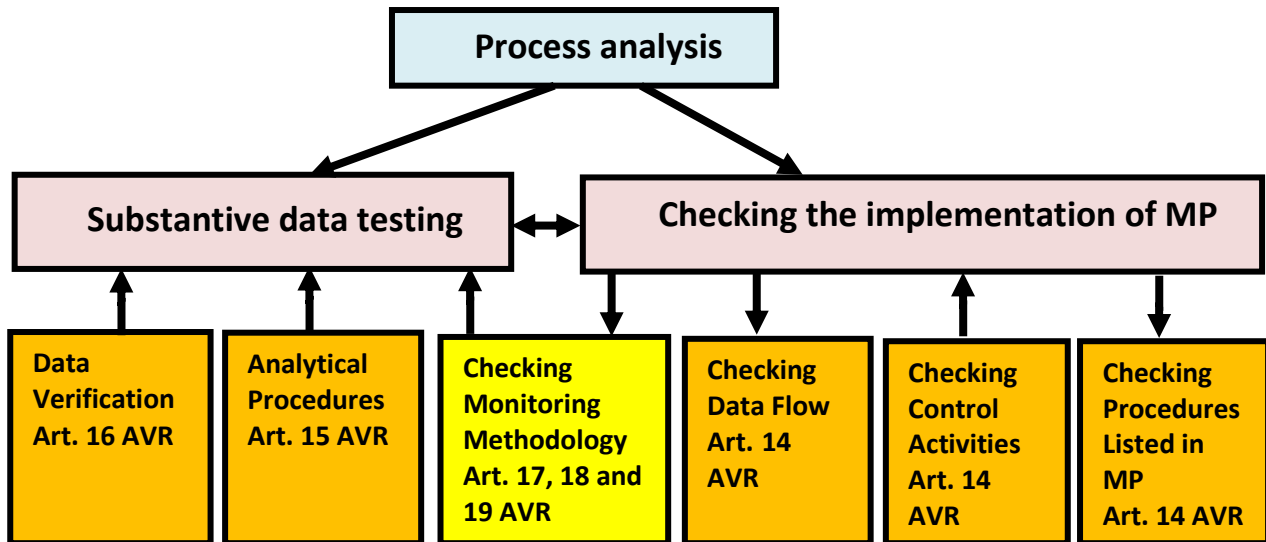 Process analysis
Substantive data testing
Checking the implementation of MP
Data
Verification
Art. 16 AVR
Analytical
Procedures
Art. 15 AVR
Checking
Monitoring
Methodology
Art. 17, 18 and
19 AVR
Checking
Data Flow
Art. 14
AVR
Checking
Control
Activities
Art. 14
AVR
Checking
Procedures
Listed in
MP
Art. 14 AVR